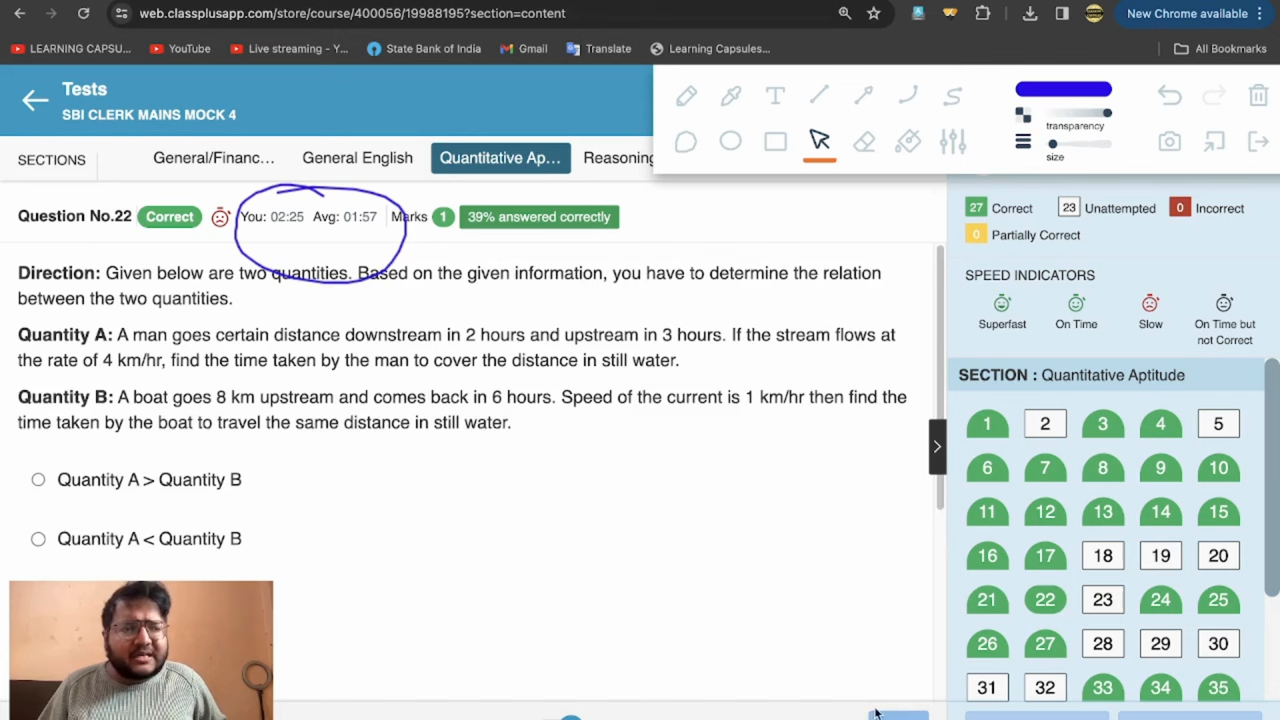 web.classplusapp.com/store/course/400056/19988195?section=content
New Chrome available
LEARNING CAPSU...
YouTube
Live streaming - Y...
State Bank of India
Gmail
Translate
Learning Capsules...
All Bookmarks
Tests
SBI CLERK MAINS MOCK 4
T
transparency
size
SECTIONS
General/Financ...
General English
Quantitative Ap...
Reasoning
Question No.22
Correct
You: 02:25 Avg: 01:57
Marks 1
39% answered correctly
Direction: Given below are two quantities. Based on the given information, you have to determine the relation
between the two quantities.
Quantity A: A man goes certain distance downstream in 2 hours and upstream in 3 hours. If the stream flows at
the rate of 4 km/hr, find the time taken by the man to cover the distance in still water.
Quantity B: A boat goes 8 km upstream and comes back in 6 hours. Speed of the current is 1 km/hr then find the
time taken by the boat to travel the same distance in still water.
Quantity A > Quantity B
Quantity A < Quantity B
27 Correct 23 Unattempted 0 Incorrect
0 Partially Correct
SPEED INDICATORS
Superfast
On Time
Slow
On Time but
not Correct
SECTION : Quantitative Aptitude
1 2 3 4 5
6 7 8 9 10
11 12 13 14 15
16 17 18 19 20
21 22 23 24 25
26 27 28 29 30
31 32 33 34 35